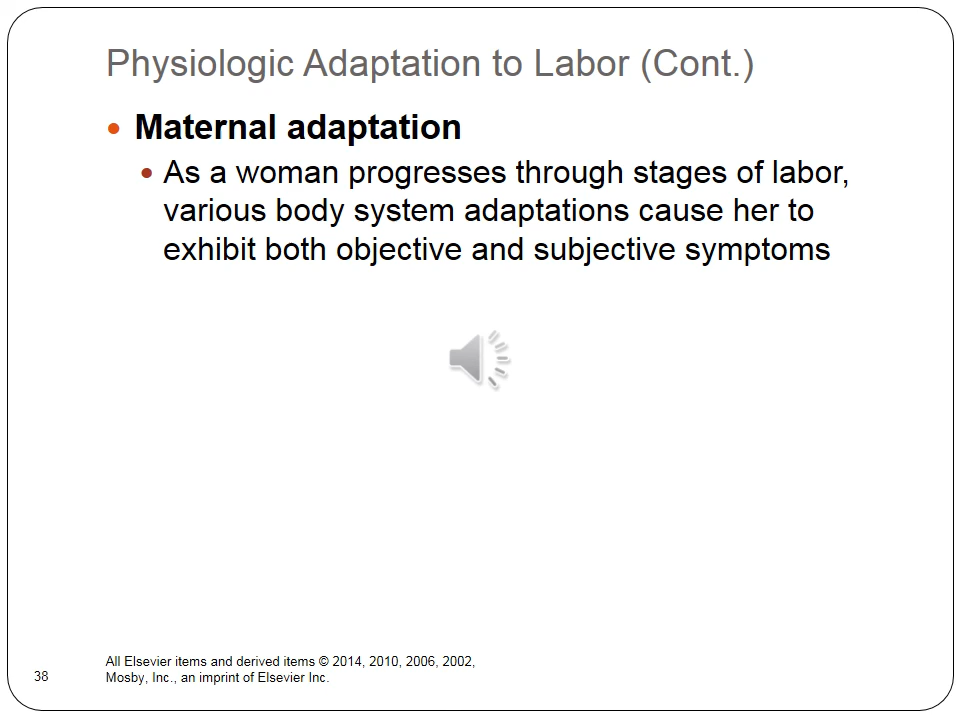 Physiologic Adaptation to Labor (Cont.)
• Maternal adaptation
• As a woman progresses through stages of labor,
various body system adaptations cause her to
exhibit both objective and subjective symptoms
All Elsevier items and derived items © 2014, 2010, 2006, 2002,
Mosby, Inc., an imprint of Elsevier Inc.
38